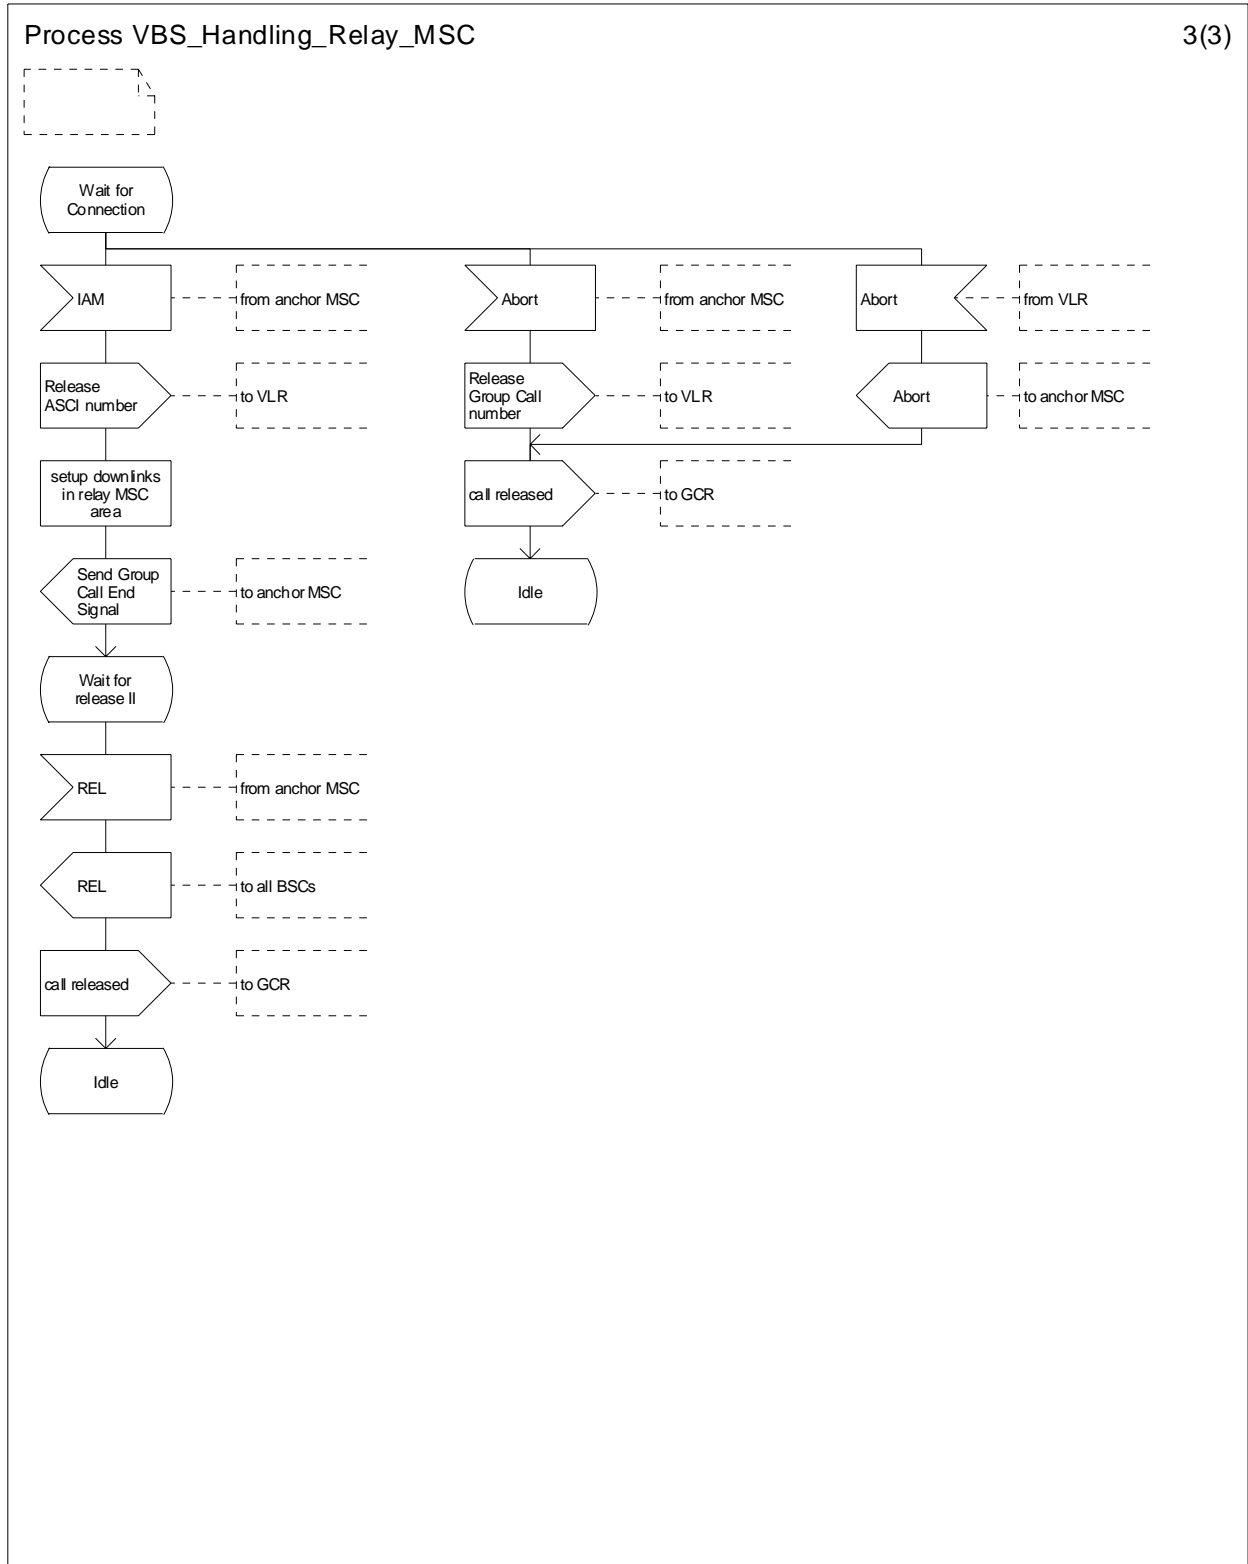 Process VBS_Handling_Relay_MSC
3(3)
Wait for
Connection
IAM
from anchor MSC
Abort
from anchor MSC
Abort
from VLR
Release
ASCI number
to VLR
Release
Group Call
number
to VLR
Abort
to anchor MSC
setup downlinks
in relay MSC
area
call released
to GCR
Send Group
Call End
Signal
to anchor MSC
Idle
Wait for
release II
REL
from anchor MSC
REL
to all BSCs
call released
to GCR
Idle